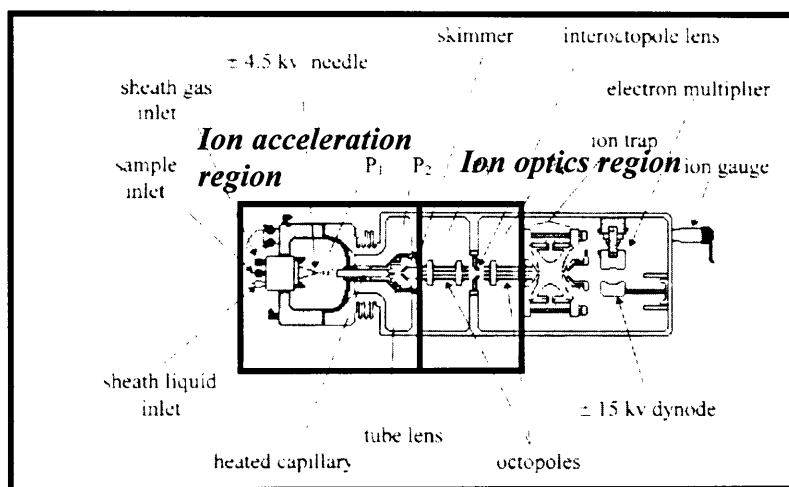 skimmer
interoctopole lens
± 4.5 kv needle
sheath gas
inlet
electron multiplier
Ion acceleration
region
ion trap
sample
inlet
P1
P2
Ion optics region
ion gauge
sheath liquid
inlet
± 15 kv dynode
tube lens
heated capillary
octopoles